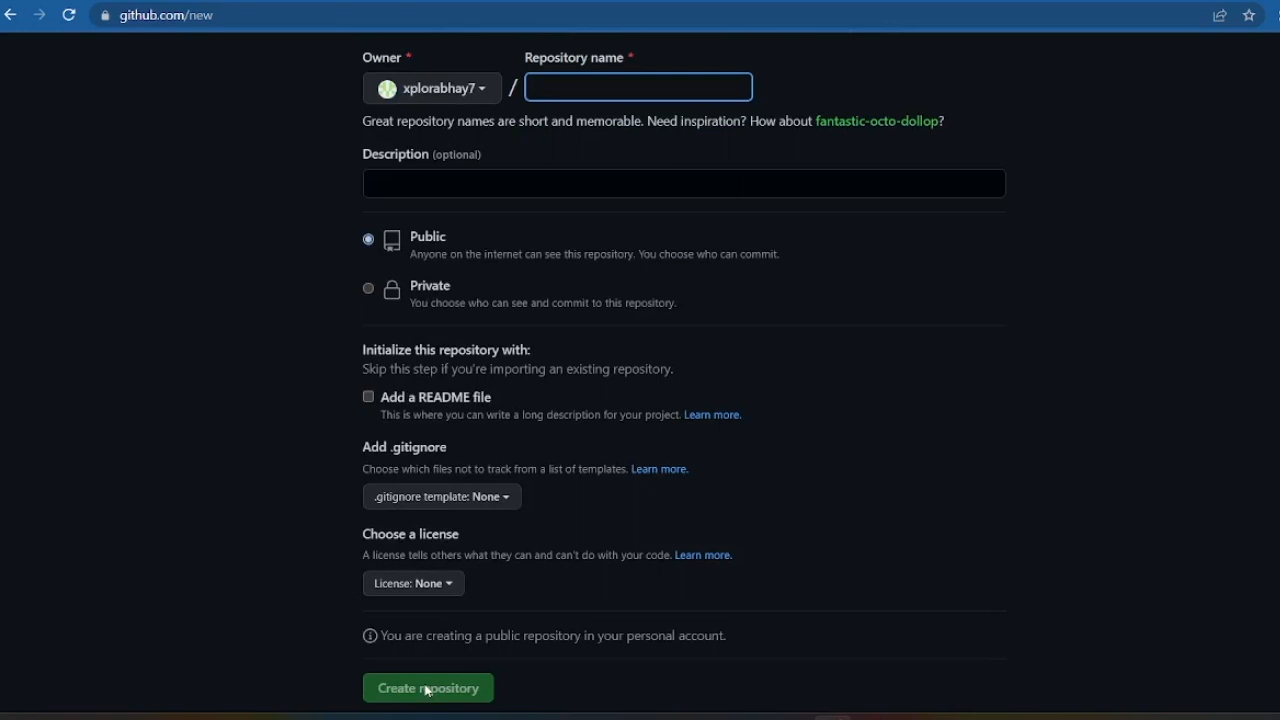 github.com/new
Owner * Repository name *
xplorabhay7 /
Great repository names are short and memorable. Need inspiration? How about fantastic-octo-dollop?
Description (optional)
Public
Anyone on the internet can see this repository. You choose who can commit.
Private
You choose who can see and commit to this repository.
Initialize this repository with:
Skip this step if you're importing an existing repository.
Add a README file
This is where you can write a long description for your project. Learn more.
Add .gitignore
Choose which files not to track from a list of templates. Learn more.
.gitignore template: None
Choose a license
A license tells others what they can and can't do with your code. Learn more.
License: None
You are creating a public repository in your personal account.
Create repository